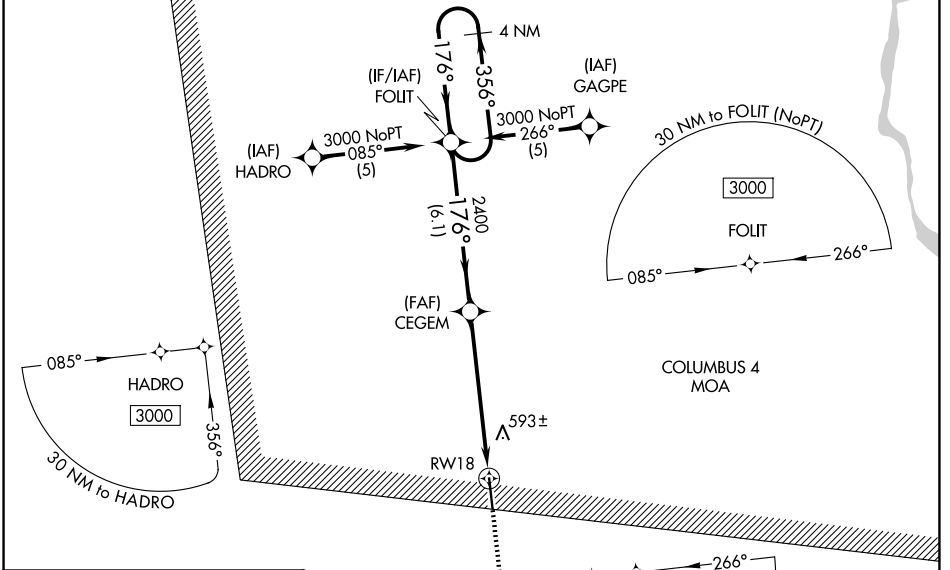 4 NM
176°
356°
(IF/IAF)
FOLIT
(IAF)
GAGPE
3000 NoPT
266°
(5)
(IAF)
HADRO
3000 NoPT
085°
(5)
2400
176°
(6.1)
30 NM to FOLIT (NoPT)
3000
FOLIT
085°
266°
(FAF)
CEGEM
COLUMBUS 4
MOA
085°
HADRO
3000
356°
30 NM to HADRO
593±
RW18
266°